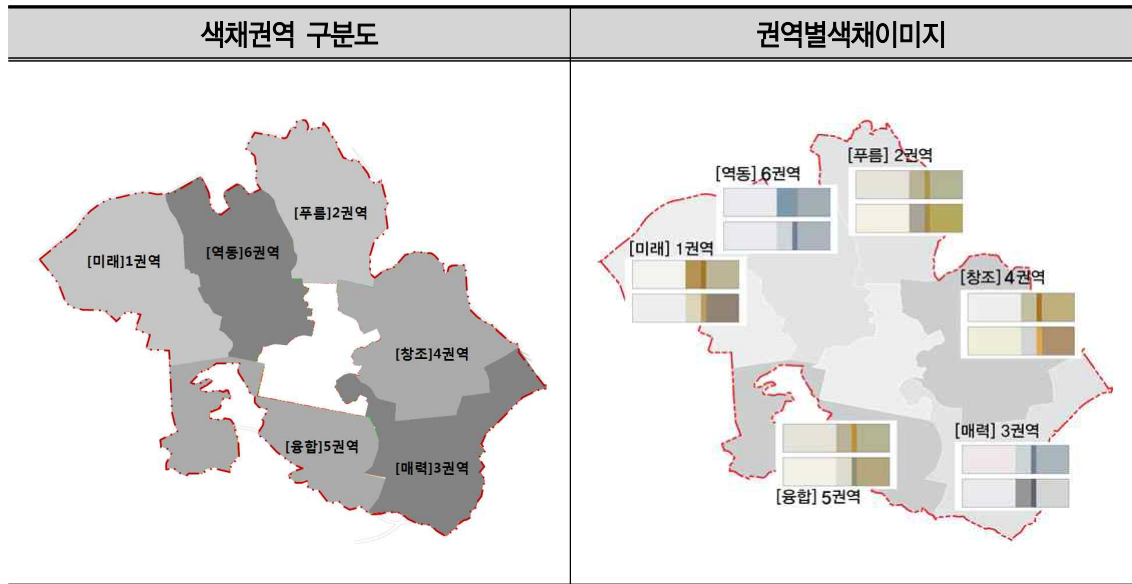 색채권역 구분도
권역별색채이미지
[푸름]2권역
[역동]6권역
[미래]1권역
[창조]4권역
[융합]5권역
[매력]3권역
[푸름] 2권역
[역동] 6권역
[미래] 1권역
[창조] 4권역
[매력] 3권역
[융합] 5권역